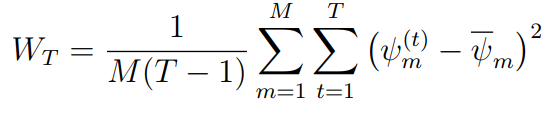 $W_T = \frac{1}{M(T-1)} \sum_{m=1}^{M} \sum_{t=1}^{T} \left( \psi_m^{(t)} - \overline{\psi}_m \right)^2$